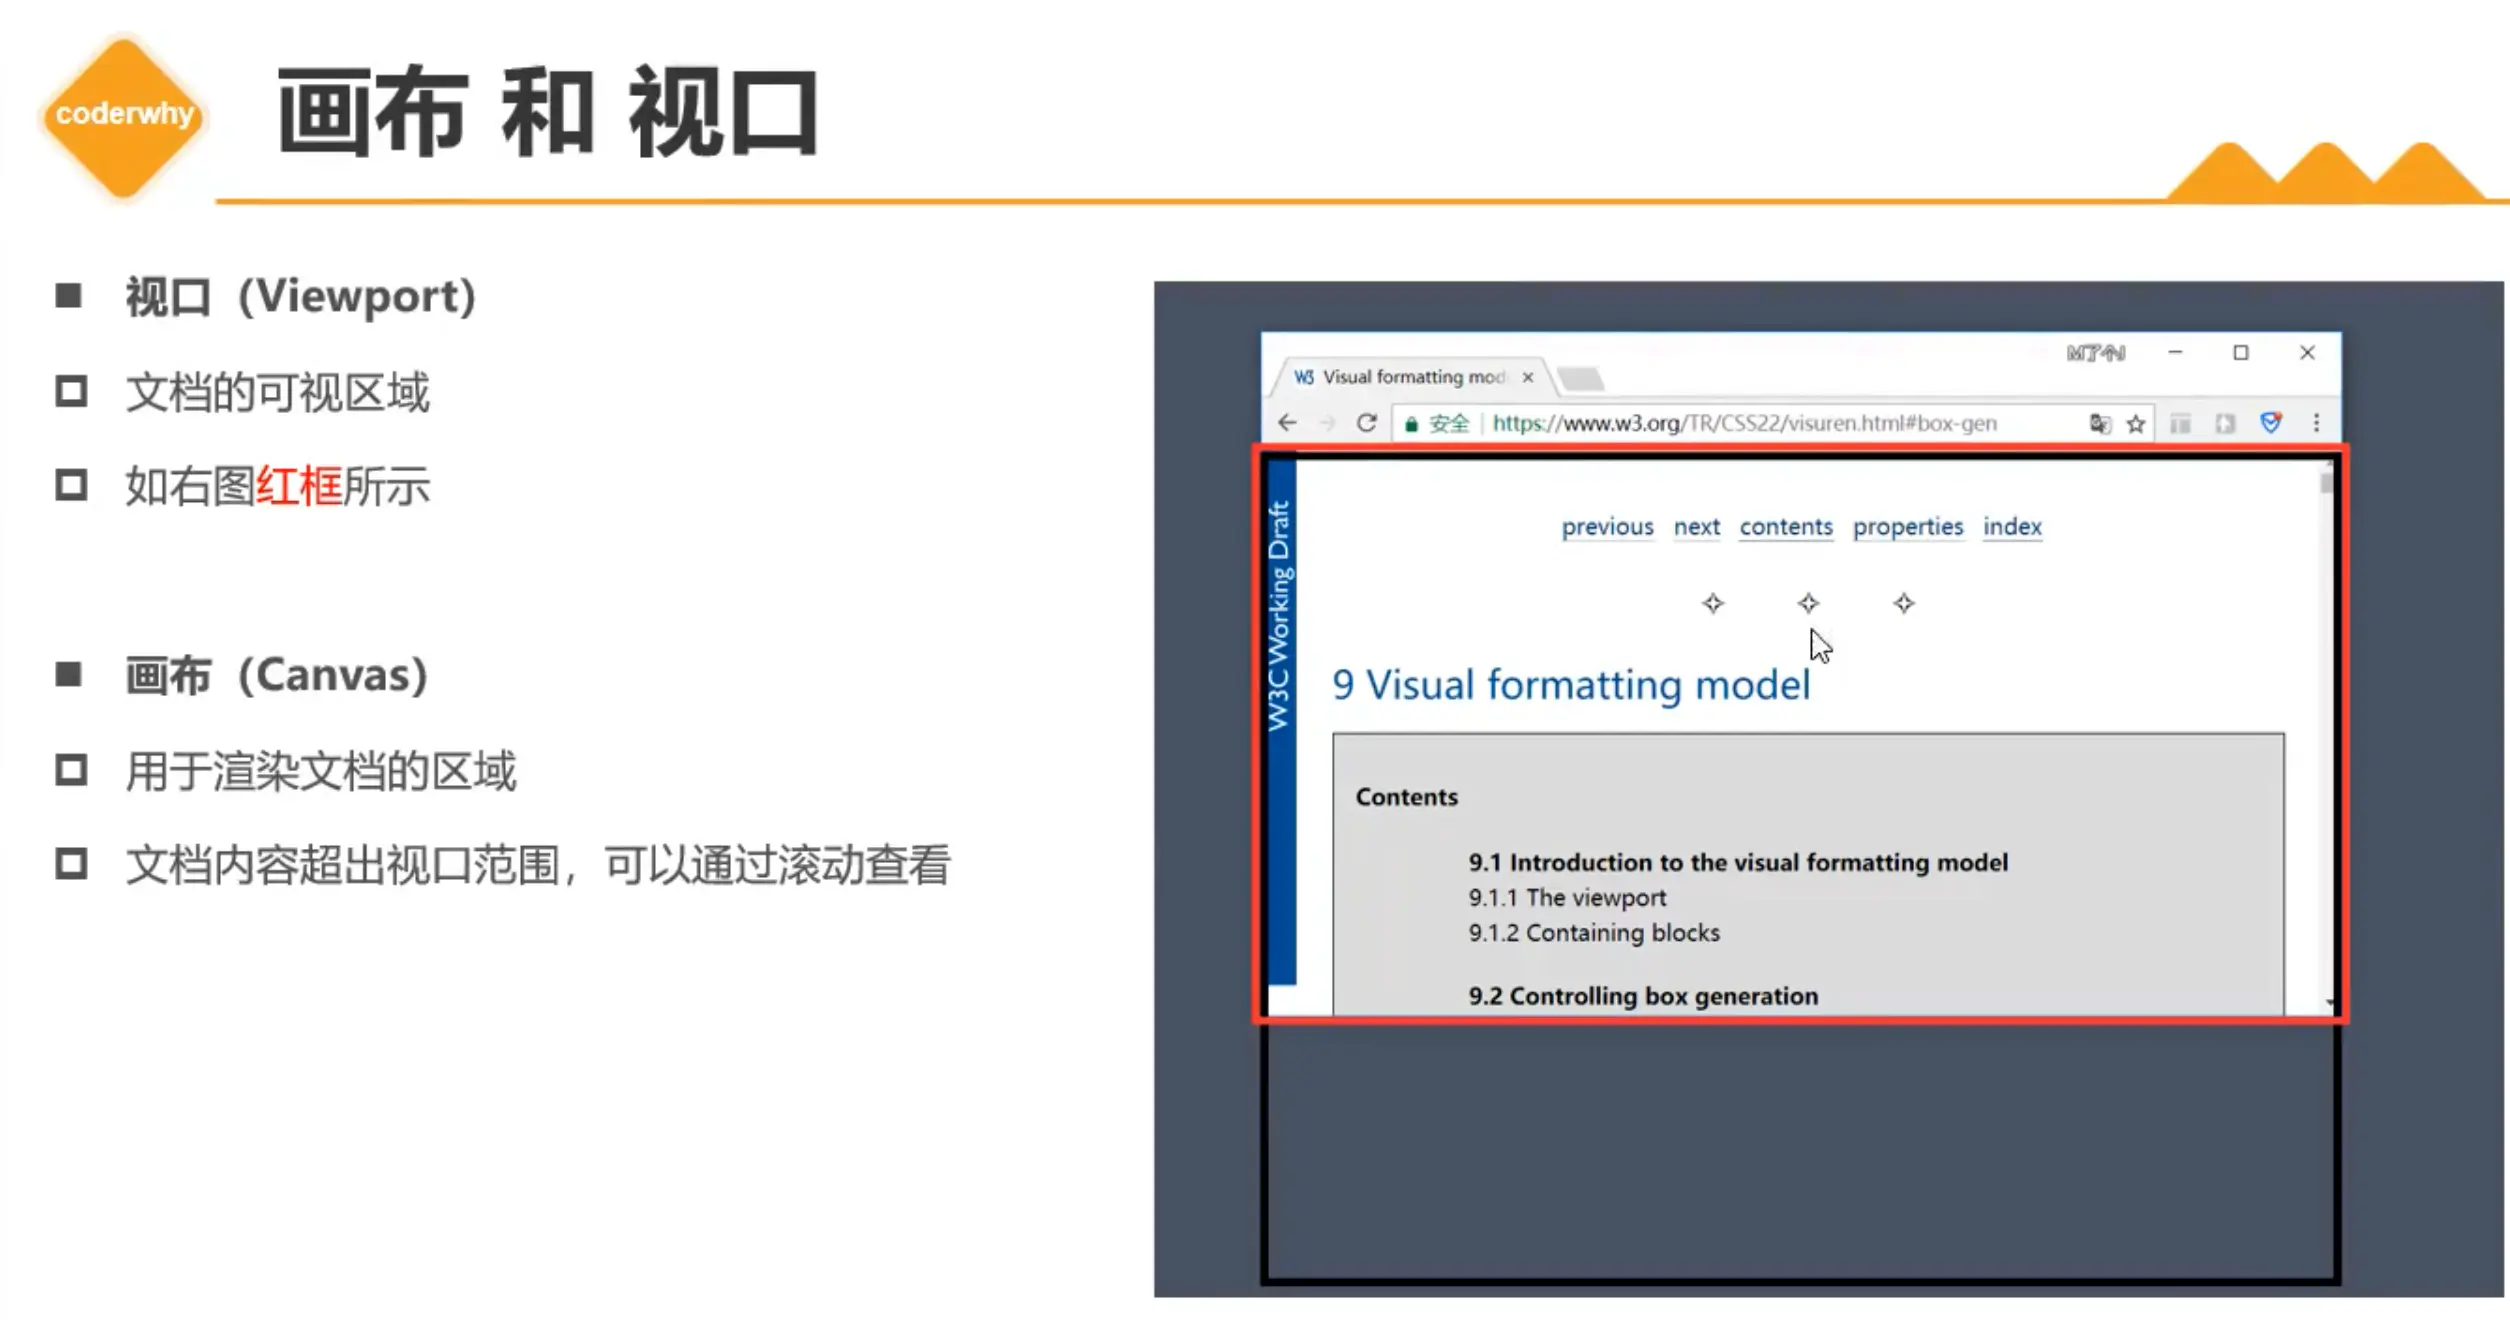 coderwhy
画布 和 视口
视口（Viewport）
文档的可视区域
如右图红框所示
画布（Canvas）
用于渲染文档的区域
文档内容超出视口范围，可以通过滚动查看
W3 Visual formatting mod
安全 https://www.w3.org/TR/CSS22/visuren.html#box-gen
W3C Working Draft
previous next contents properties index
9 Visual formatting model
Contents
9.1 Introduction to the visual formatting model
9.1.1 The viewport
9.1.2 Containing blocks
9.2 Controlling box generation